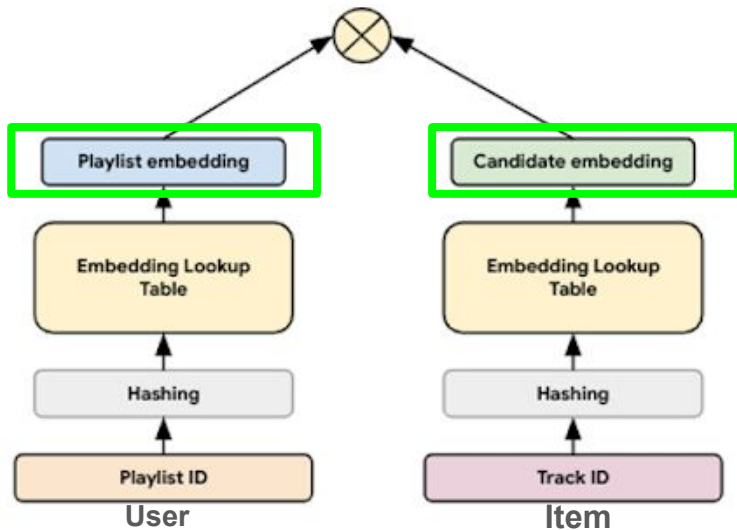 Playlist embedding
Candidate embedding
Embedding Lookup
Table
Embedding Lookup
Table
Hashing
Hashing
Playlist ID
Track ID
User
Item